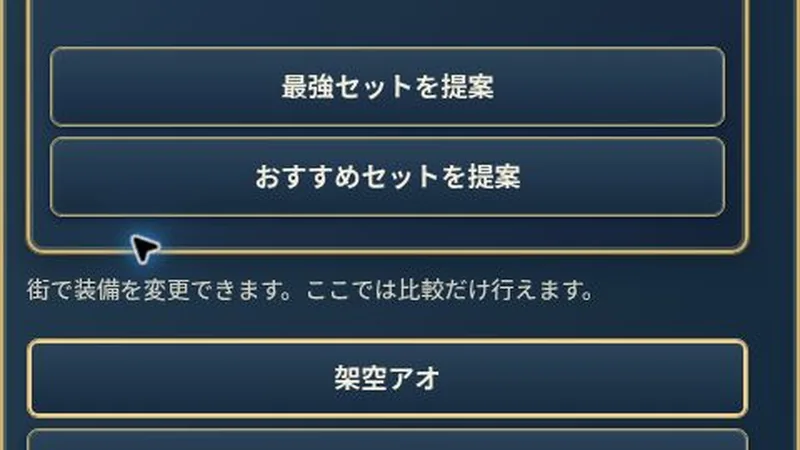 最強セットを提案
おすすめセットを提案
街で装備を変更できます。ここでは比較だけ行えます。
架空アオ